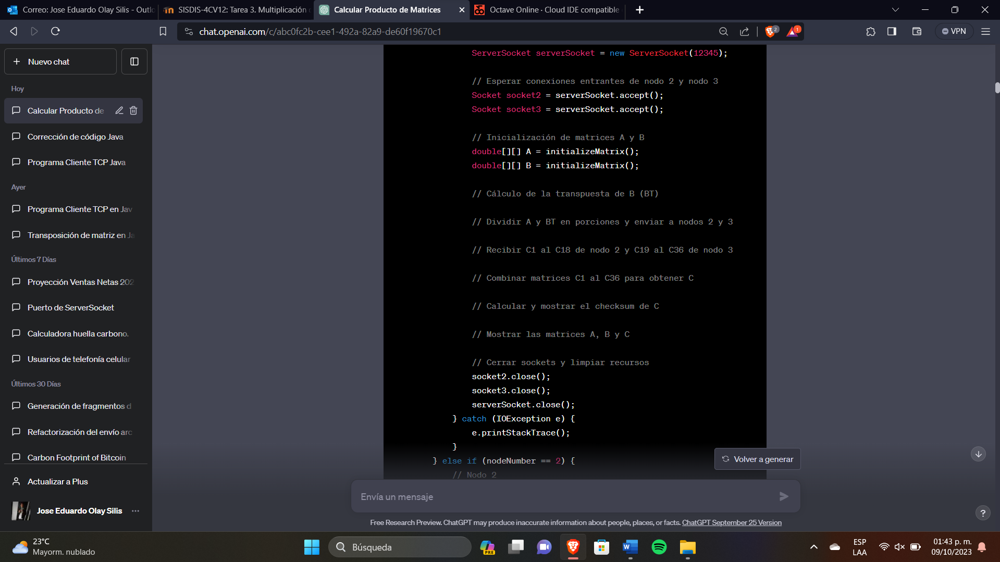 Correo: Jose Eduardo Olay Silis - Outlo
SISDIS-4CV12: Tarea 3. Multiplicación
Calcular Producto de Matrices
Octave Online · Cloud IDE compatible
chat.openai.com/c/abc0fc2b-cee1-492a-82a9-de60f19670c1
2
1
VPN
Nuevo chat
Hoy
Calcular Producto de
Corrección de código Java
Programa Cliente TCP Java
Ayer
Programa Cliente TCP en Jav
Transposición de matriz en Ja
Últimos 7 Días
Proyección Ventas Netas 202
Puerto de ServerSocket
Calculadora huella carbono.
Usuarios de telefonía celular
Últimos 30 Días
Generación de fragmentos d
Refactorización del envío arc
Carbon Footprint of Bitcoin
Actualizar a Plus
Jose Eduardo Olay Silis
ServerSocket serverSocket = new ServerSocket(12345);
// Esperar conexiones entrantes de nodo 2 y nodo 3
Socket socket2 = serverSocket.accept();
Socket socket3 = serverSocket.accept();
// Inicialización de matrices A y B
double[][] A = initializeMatrix();
double[][] B = initializeMatrix();
// Cálculo de la transpuesta de B (BT)
// Dividir A y BT en porciones y enviar a nodos 2 y 3
// Recibir C1 al C18 de nodo 2 y C19 al C36 de nodo 3
// Combinar matrices C1 al C36 para obtener C
// Calcular y mostrar el checksum de C
// Mostrar las matrices A, B y C
// Cerrar sockets y limpiar recursos
socket2.close();
socket3.close();
serverSocket.close();
} catch (IOException e) {
e.printStackTrace();
}
} else if (nodeNumber == 2) {
// Nodo 2
Volver a generar
Envía un mensaje
Free Research Preview. ChatGPT may produce inaccurate information about people, places, or facts. ChatGPT September 25 Version
?
23°C
Mayorm. nublado
Búsqueda
PRE
W
ESP
LAA
01:43 p. m.
09/10/2023